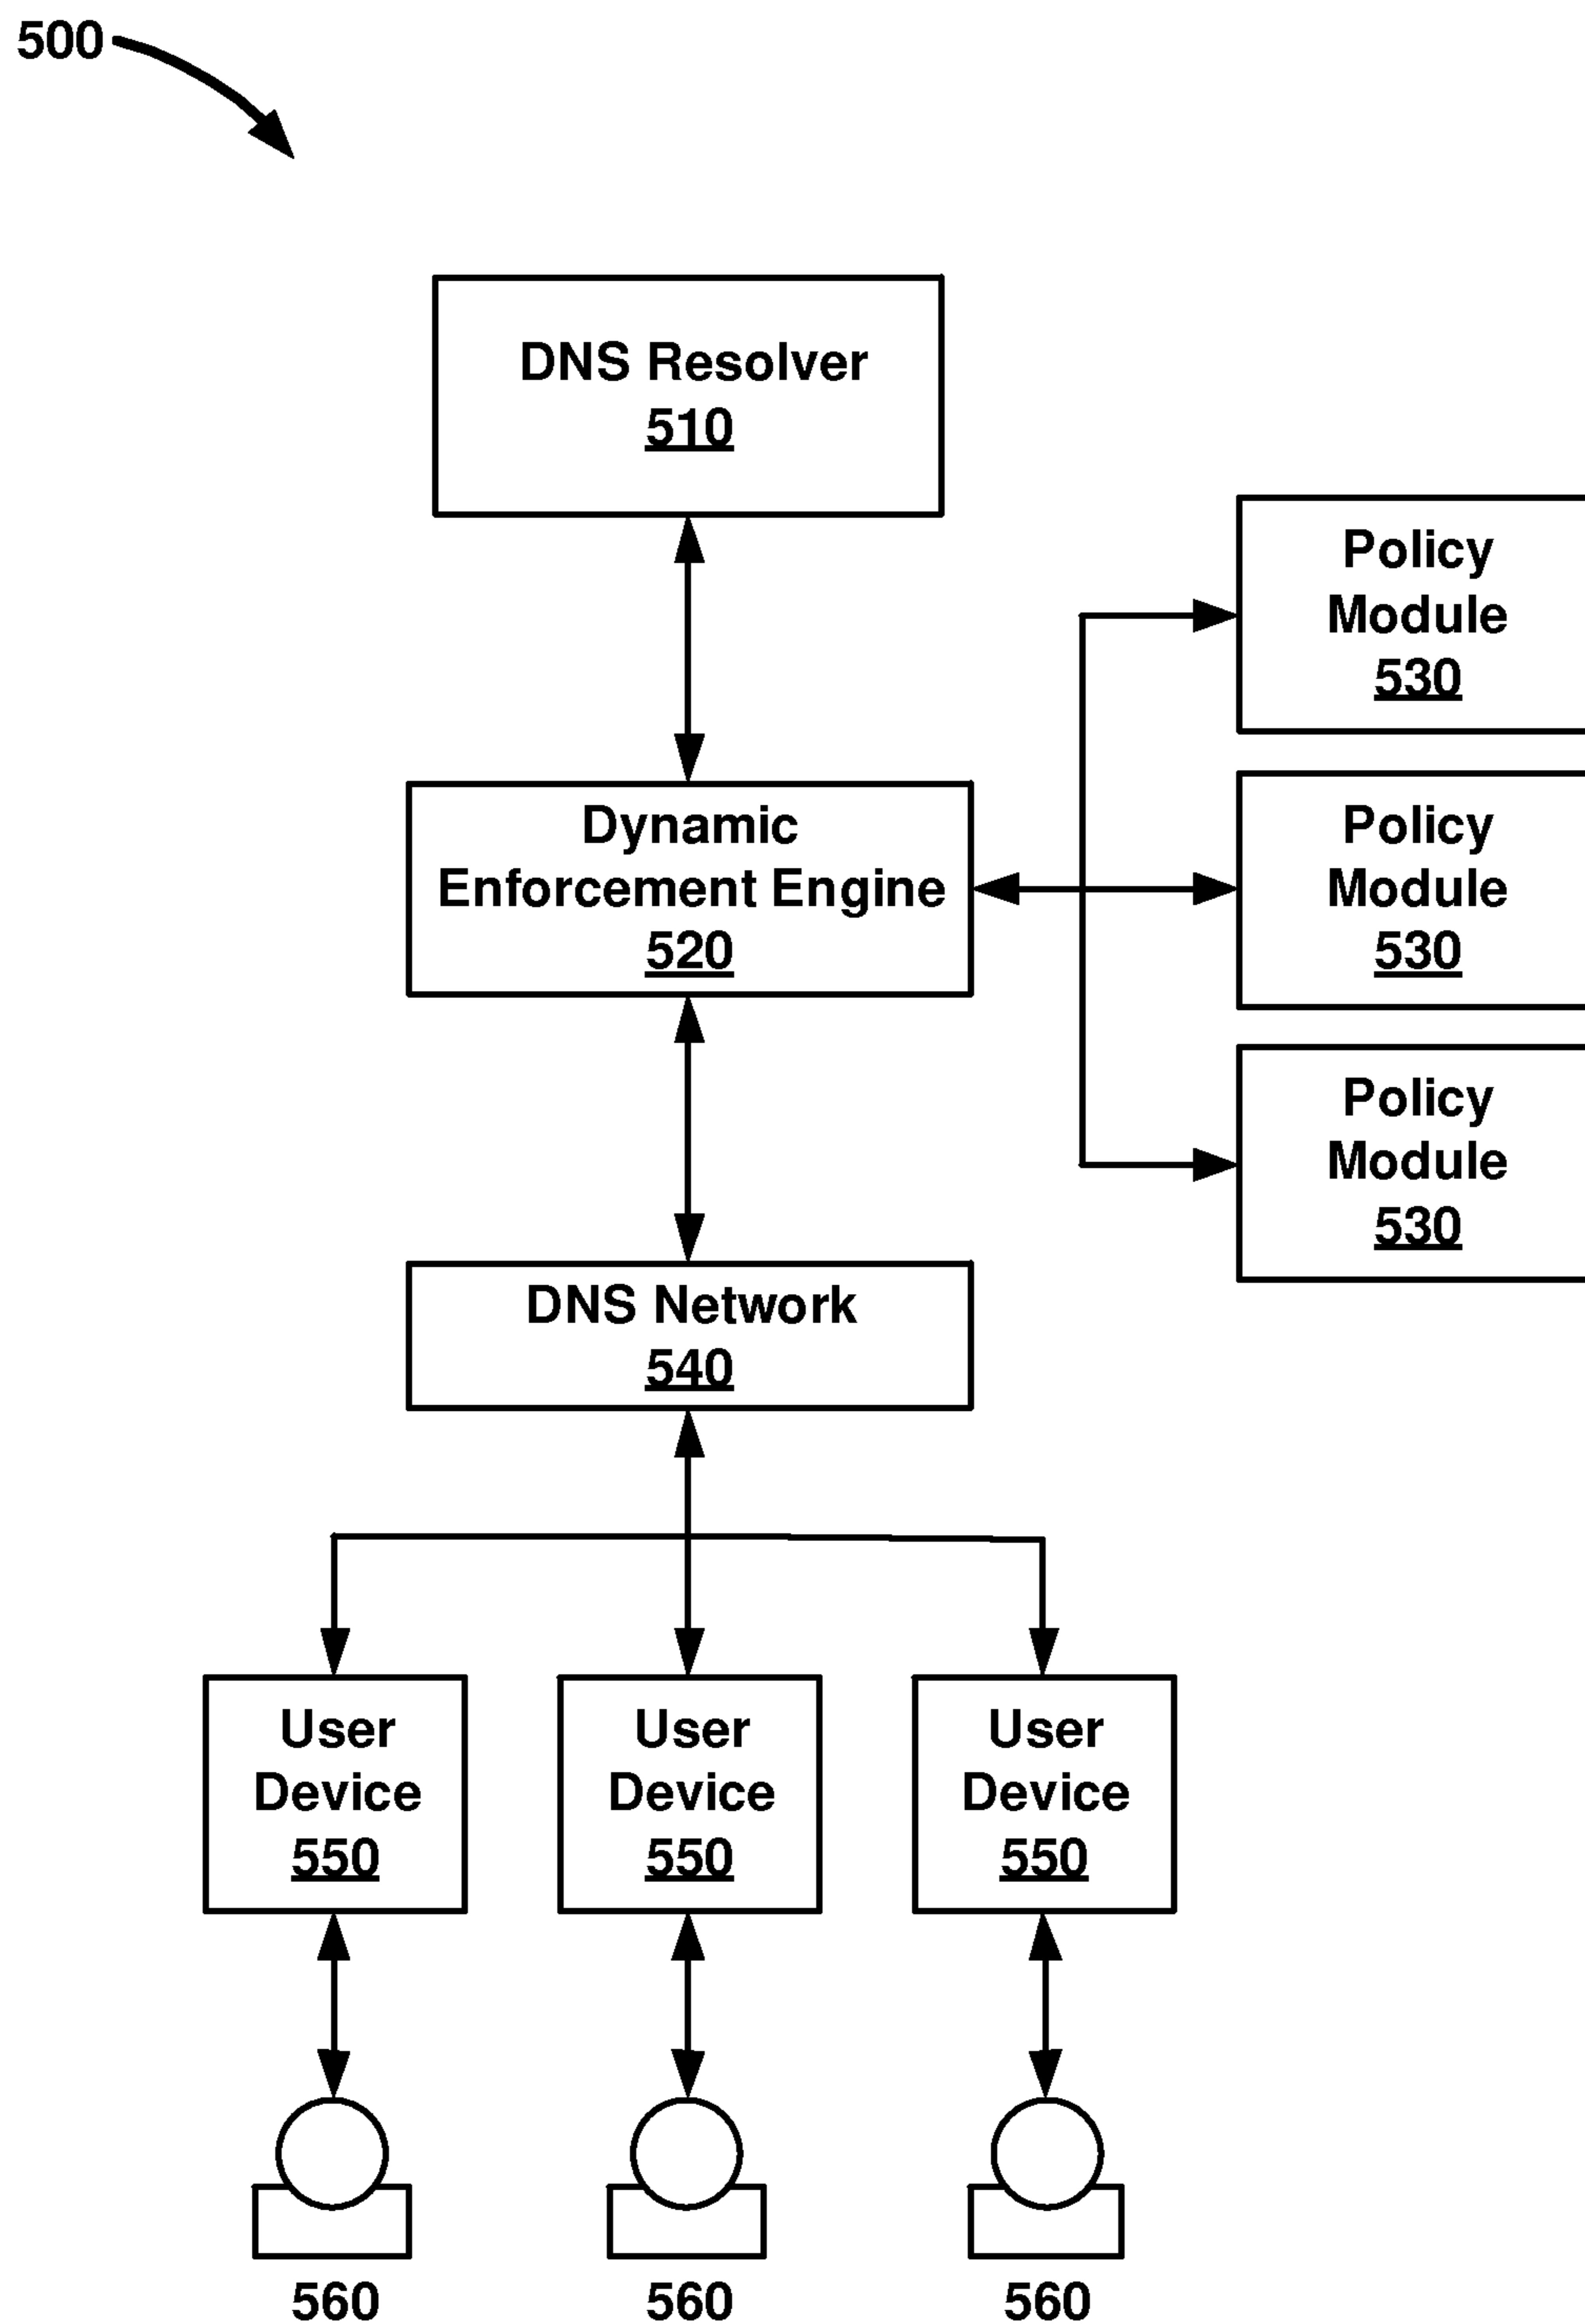 500
DNS Resolver
510
Policy
Module
530
Dynamic
Enforcement Engine
520
Policy
Module
530
Policy
Module
530
DNS Network
540
User
Device
550
User
Device
550
User
Device
550
560
560
560